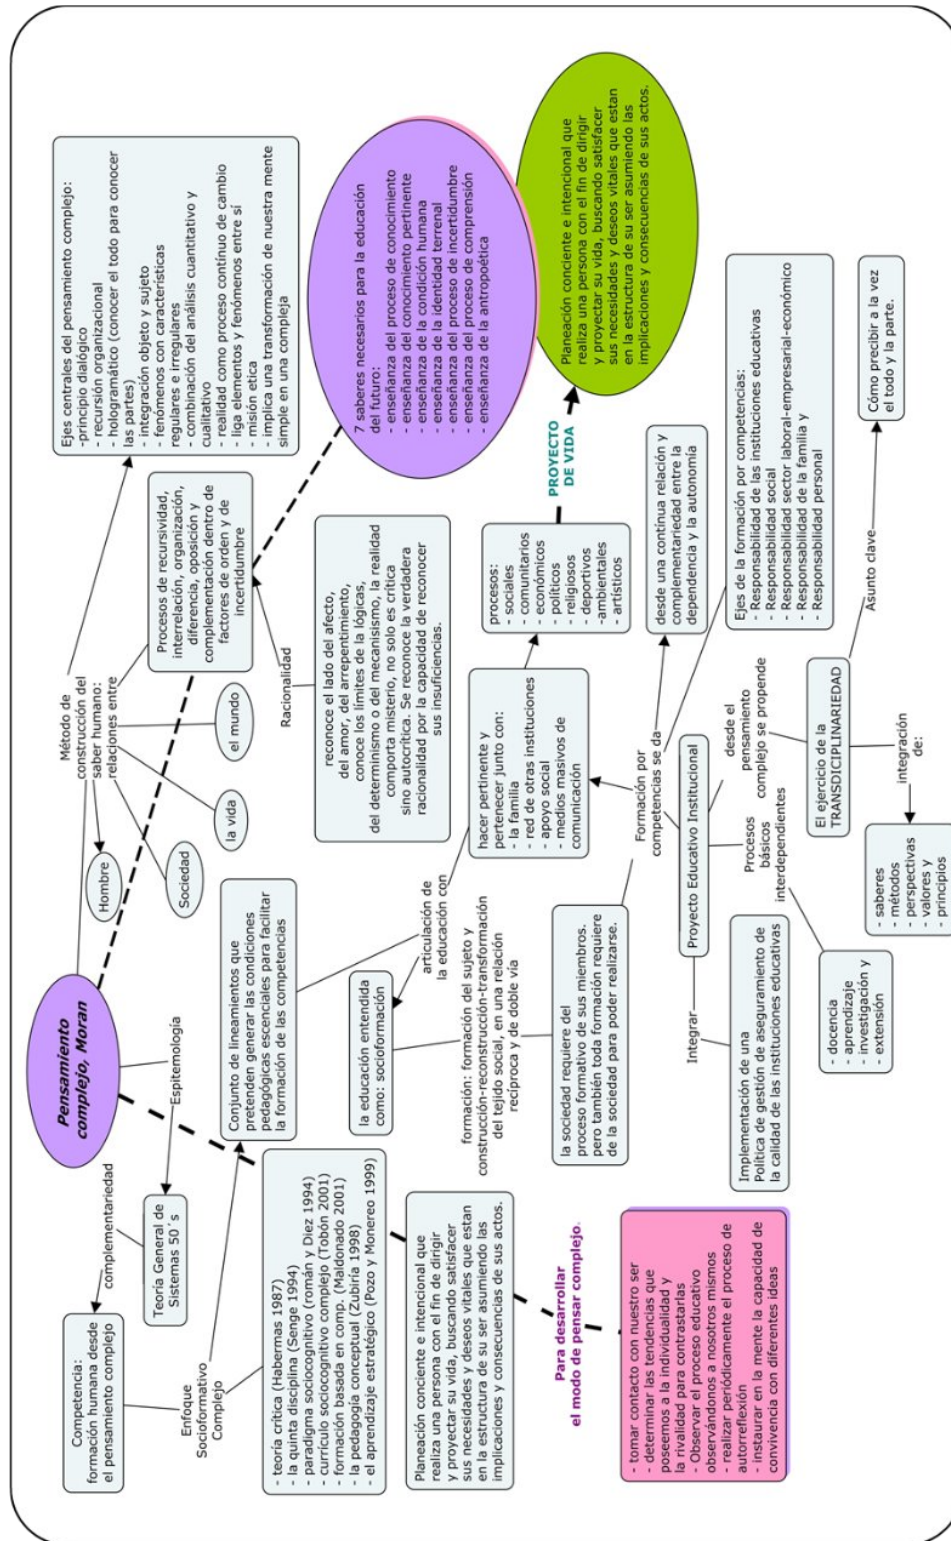 Pensamiento
complejo, Moran
Método de
construcción del
saber humano:
relaciones entre
Ejes centrales del pensamiento complejo:
-principio dialógico
- recursión organizacional
- hologramático (conocer el todo para conocer
las partes)
- integración objeto y sujeto
- fenómenos con características
regulares e irregulares
- combinación del análisis cuantitativo y
cualitativo
- realidad como proceso contínuo de cambio
- liga elementos y fenómenos entre sí
- misión etica
- implica una transformación de nuestra mente
simple en una compleja
Hombre
Sociedad
la vida
el mundo
Procesos de recursividad,
interrelación, organización,
diferencia, oposición y
complementación dentro de
factores de orden y de
incertidumbre
Racionalidad
reconoce el lado del afecto,
del amor, del arrepentimiento,
conoce los límites de la lógicas,
del determinismo o del mecanisismo, la realidad
comporta misterio, no solo es crítica
sino autocrítica. Se reconoce la verdadera
racionalidad por la capacidad de reconocer
sus insuficiencias.
7 saberes necesarios para la educación
del futuro:
- enseñanza del proceso de conocimiento
- enseñanza del conocimiento pertinente
- enseñanza de la condición humana
- enseñanza de la identidad terrenal
- enseñanza del proceso de incertidumbre
- enseñanza del proceso de comprensión
- enseñanza de la antropoética
Espitemología
Teoría General de
Sistemas 50´s
complementariedad
Competencia:
formación humana desde
el pensamiento complejo
Enfoque
Socioformativo
Complejo
Conjunto de lineamientos que
pretenden generar las condiciones
pedagógicas escenciales para facilitar
la formación de las competencias
- teoría crítica (Habermas 1987)
- la quinta disciplina (Senge 1994)
- paradigma sociocognitivo (román y Diez 1994)
- currículo sociocognitivo complejo (Tobón 2001)
- formación basada en comp. (Maldonado 2001)
- la pedagogía conceptual (Zubiría 1998)
- el aprendizaje estratégico (Pozo y Monereo 1999)
articulación de
la educación con
la educación entendida
como: socioformación
hacer pertinente y
pertenecer junto con:
- la familia
- red de otras instituciones
- apoyo social
- medios masivos de
comunicación
procesos:
- sociales
- comunitarios
- económicos
- políticos
- religiosos
- deportivos
-ambientales
- artísticos
PROYECTO
DE VIDA
Planeación conciente e intencional que
realiza una persona con el fin de dirigir
y proyectar su vida, buscando satisfacer
sus necesidades y deseos vitales que estan
en la estructura de su ser asumiendo las
implicaciones y consecuencias de sus actos.
Planeación conciente e intencional que
realiza una persona con el fin de dirigir
y proyectar su vida, buscando satisfacer
sus necesidades y deseos vitales que estan
en la estructura de su ser asumiendo las
implicaciones y consecuencias de sus actos.
formación: formación del sujeto y
construcción-reconstrucción-transformación
del tejido social, en una relación
recíproca y de doble vía
la sociedad requiere del
proceso formativo de sus miembros.
pero también toda formación requiere
de la sociedad para poder realizarse.
Formación por
competencias se da
desde una contínua relación y
complementariedad entre la
dependencia y la autonomía
Para desarrollar
el modo de pensar complejo.
- tomar contacto con nuestro ser
- determinar las tendencias que
poseemos a la individualidad y
la rivalidad para contrastarlas
- Observar el proceso educativo
observándonos a nosotros mismos
- realizar periódicamente el proceso de
autorreflexión
- instaurar en la mente la capacidad de
convivencia con diferentes ideas
Proyecto Educativo Institucional
Integrar
Implementación de una
Política de gestión de aseguramiento de
la calidad de las instituciones educativas
Procesos
básicos
interdependientes
- docencia
- aprendizaje
- investigación y
- extensión
desde el
pensamiento
complejo se propende
El ejercicio de la
TRANSDICIPLINARIEDAD
Ejes de la formación por competencias:
- Responsabilidad de las instituciones educativas
- Responsabilidad social
- Responsabilidad sector laboral-empresarial-económico
- Responsabilidad de la familia y
- Responsabilidad personal
Asunto clave
Cómo precibir a la vez
el todo y la parte.
integración
de:
- saberes
- métodos
- perspectivas
- valores y
- principios